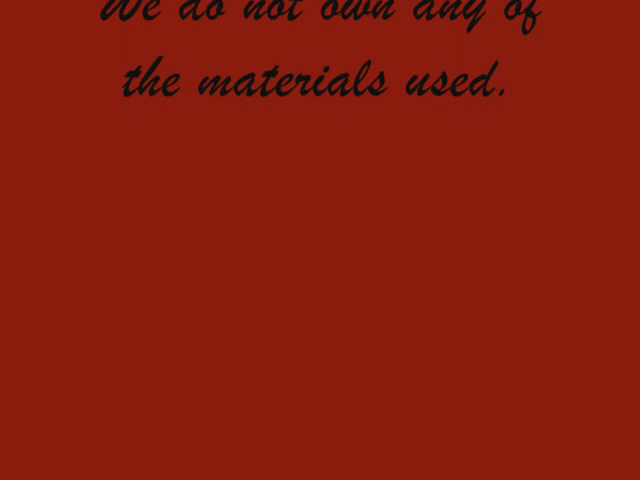 We do not own any of
the materials used.